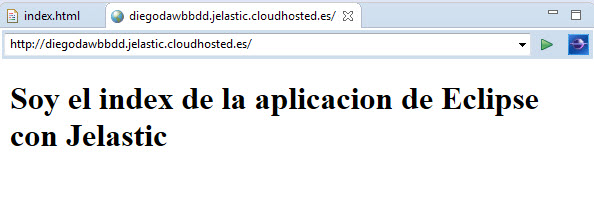 index.html
diegodawbbdd.jelastic.cloudhosted.es/
http://diegodawbbdd.jelastic.cloudhosted.es/
Soy el index de la aplicacion de Eclipse
con Jelastic